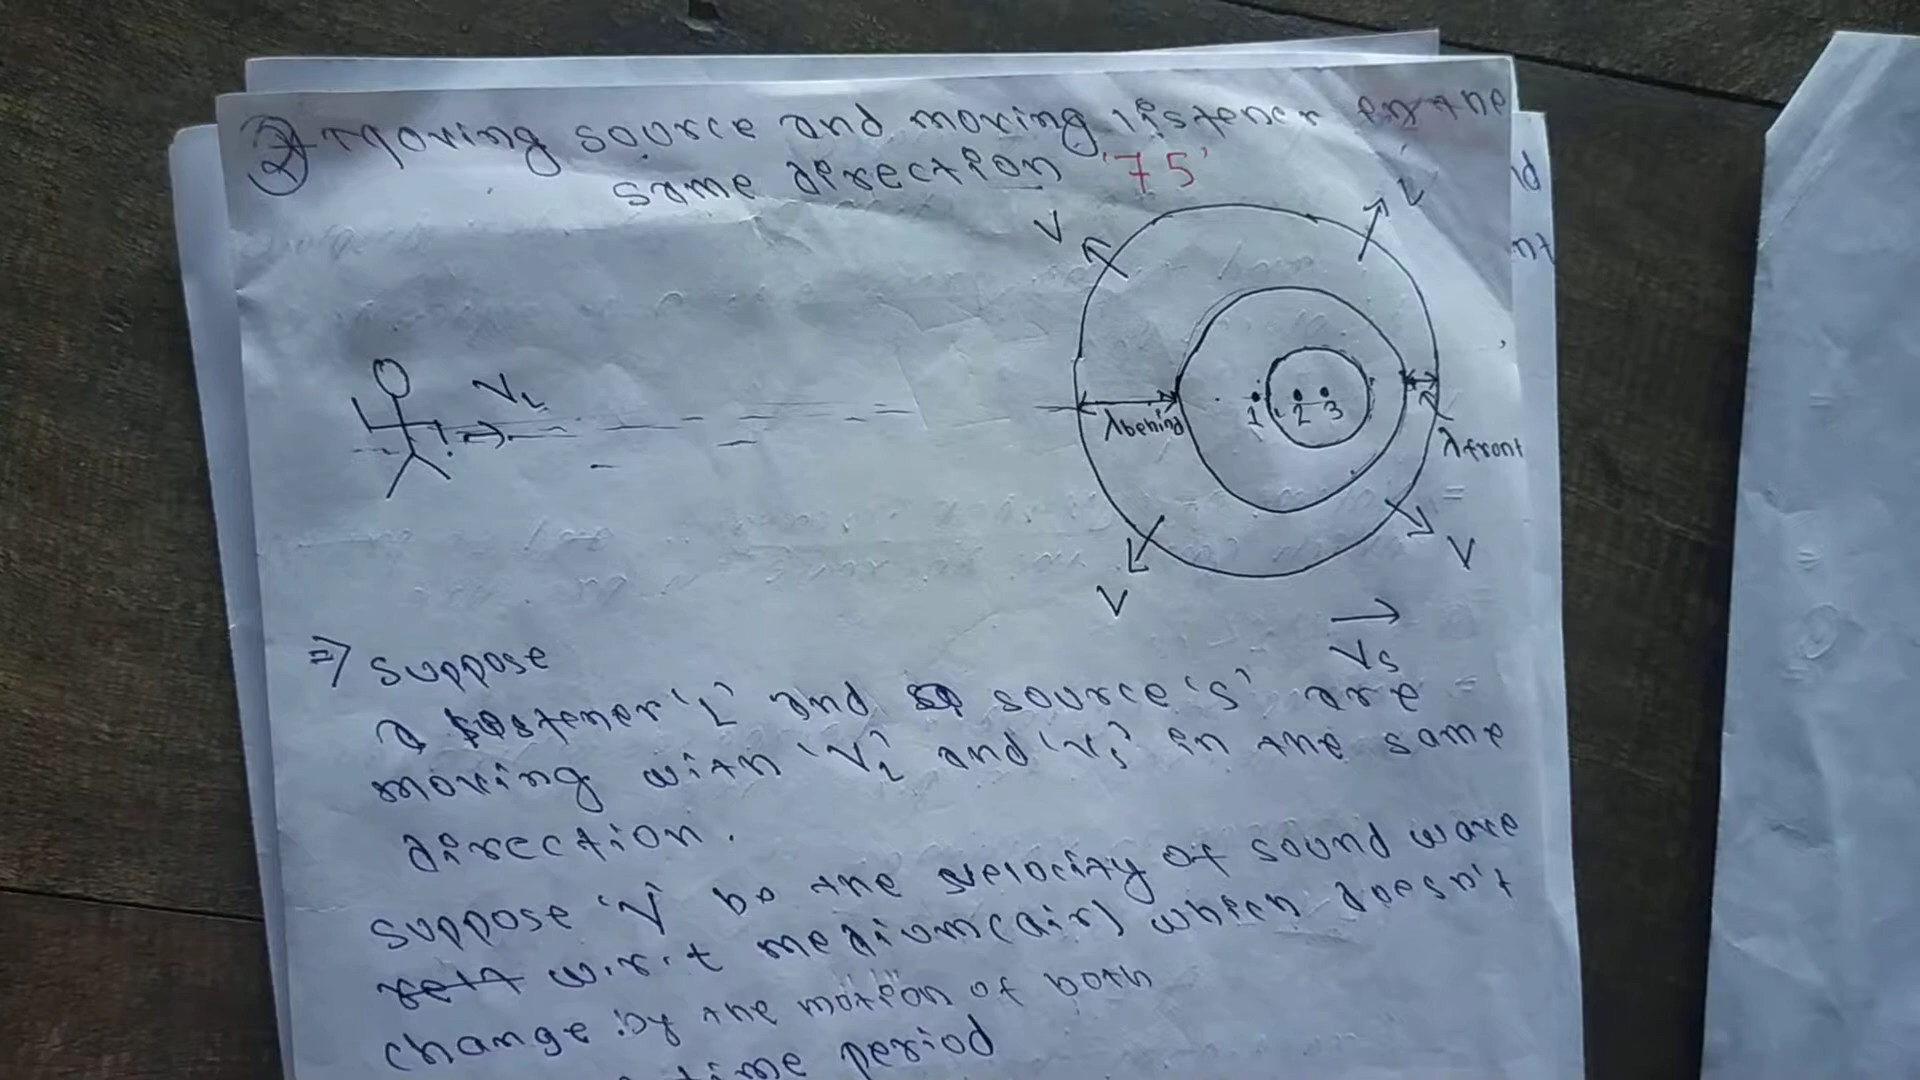 2) Moving source and moving listener in the
same direction '75'
V
V
VL
1 2 3
λbehind
λfront
V
V
Vs
=> suppose
a listener 'L' and source 's' are
moving with 'VL' and 'Vs' in the same
direction.
suppose 'V' be the velocity of sound wave
w.r.t medium (air) which doesn't
change by the motion of both
time period
nd
nt